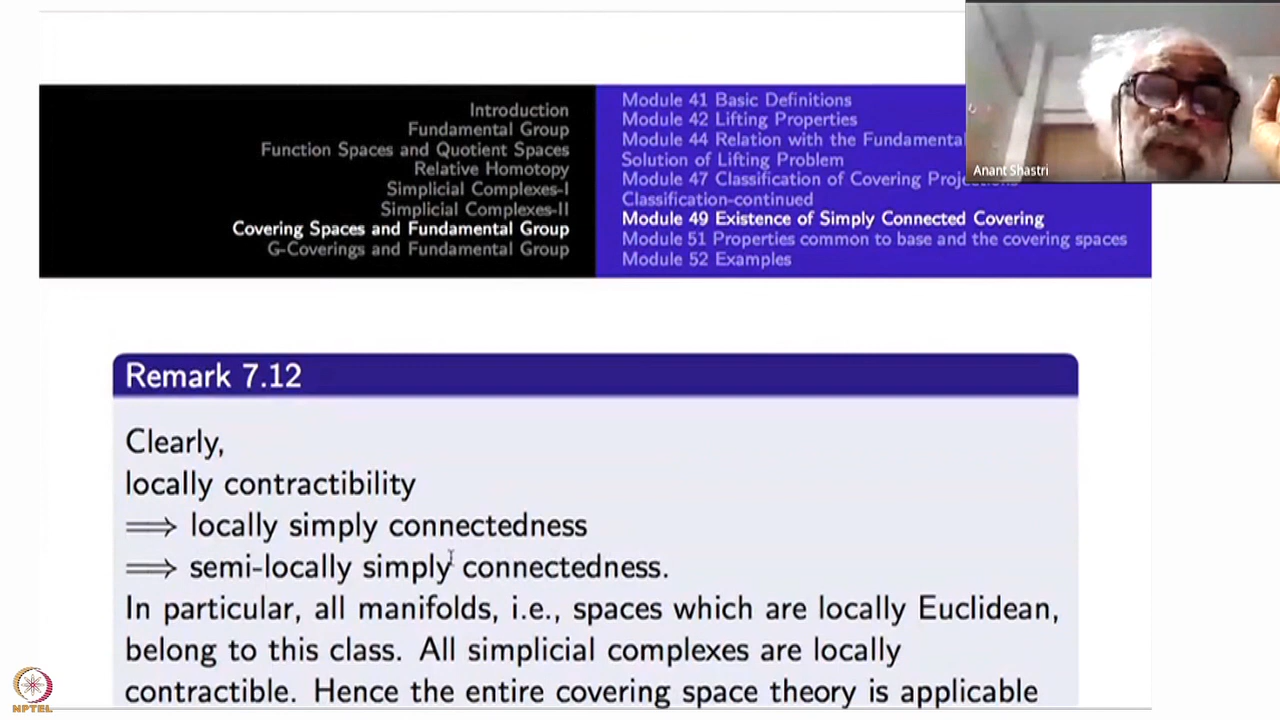 Introduction
Fundamental Group
Function Spaces and Quotient Spaces
Relative Homotopy
Simplicial Complexes-I
Simplicial Complexes-II
Covering Spaces and Fundamental Group
G-Coverings and Fundamental Group
Module 41 Basic Definitions
Module 42 Lifting Properties
Module 44 Relation with the Fundamental
Solution of Lifting Problem
Module 47 Classification of Covering Projections
Classification-continued
Module 49 Existence of Simply Connected Covering
Module 51 Properties common to base and the covering spaces
Module 52 Examples
Anant Shastri
Remark 7.12
Clearly,
locally contractibility
⟹ locally simply connectedness
⟹ semi-locally simply connectedness.
In particular, all manifolds, i.e., spaces which are locally Euclidean,
belong to this class. All simplicial complexes are locally
contractible. Hence the entire covering space theory is applicable
NPTEL